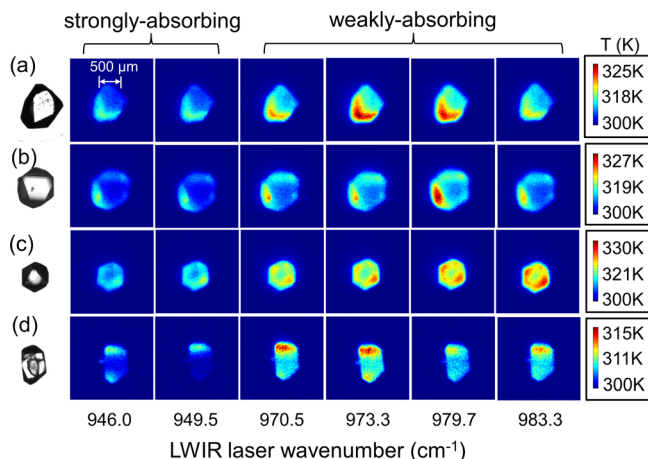 strongly-absorbing weakly-absorbing
T (K)
(a)
500 μm
325K
318K
300K
(b)
327K
319K
300K
(c)
330K
321K
300K
(d)
315K
311K
300K
946.0 949.5 970.5 973.3 979.7 983.3
LWIR laser wavenumber (cm⁻¹)